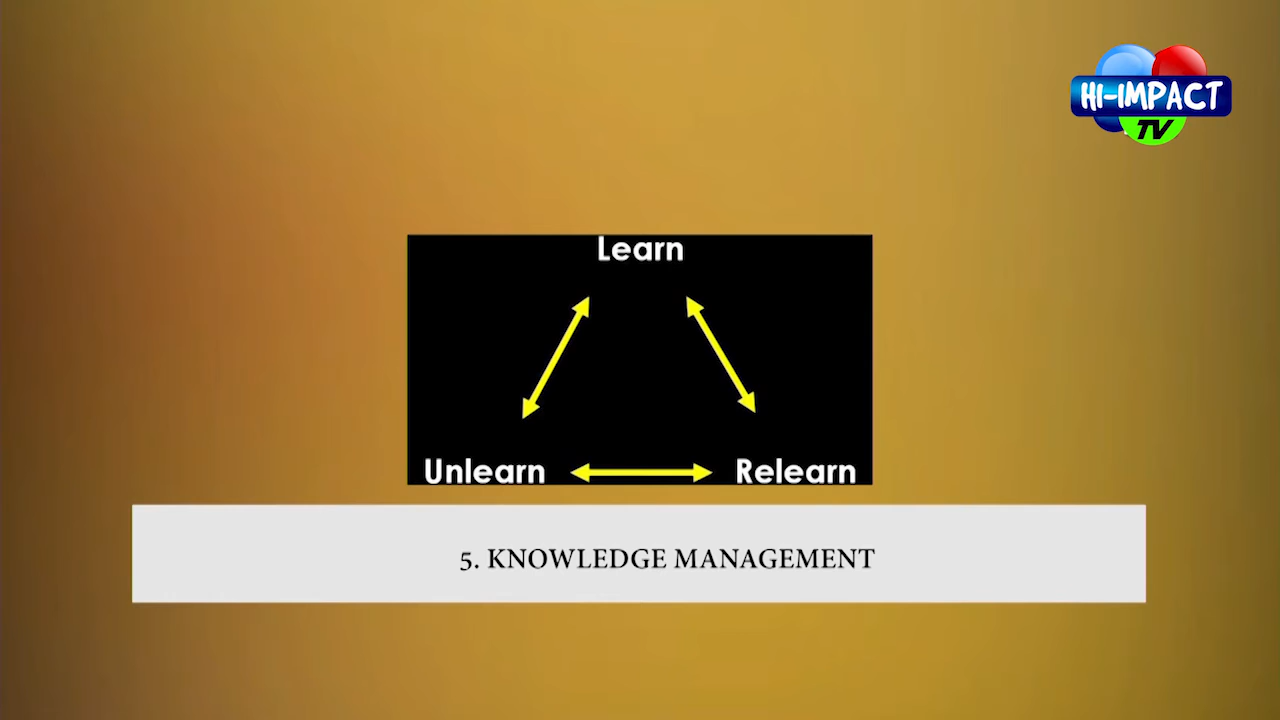 HI-IMPACT
TV
Learn
Unlearn
Relearn
5. KNOWLEDGE MANAGEMENT